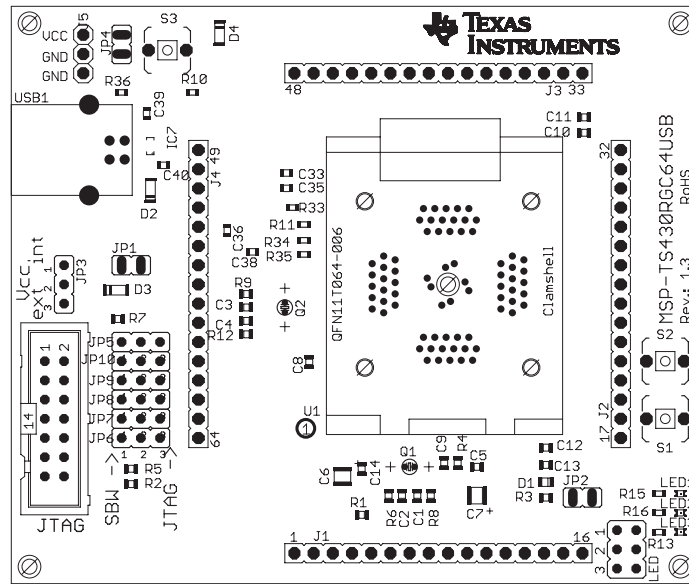 TEXAS
INSTRUMENTS
VCC
GND
GND
J5
JP4
S3
D4
R36
R10
USB1
C39
IC7
C40
D2
48
J3
33
C11
C10
49
J4
64
C33
C35
R33
R11
R34
R35
C36
C38
QFN11T064-006
Clamshell
32
J2
17
MSP-TS430RGC64USB
Rev.: 1.3 RoHS
Vcc
int
ext
1
2
3
JP3
JP1
D3
R7
R9
C3
C4
R12
Q2
C8
S2
S1
1 2
14
JTAG
JP5
JP10
JP9
JP8
JP7
JP6
1 2 3
SBW ->
JTAG ->
R5
R2
U1
1
Q1
C9
R4
C5
C6
C14
R1
R6
C2
C1
R8
C7
C12
C13
D1
R3
JP2
R15
R16
R13
LED1
1
J1
16
1
2
3
LED